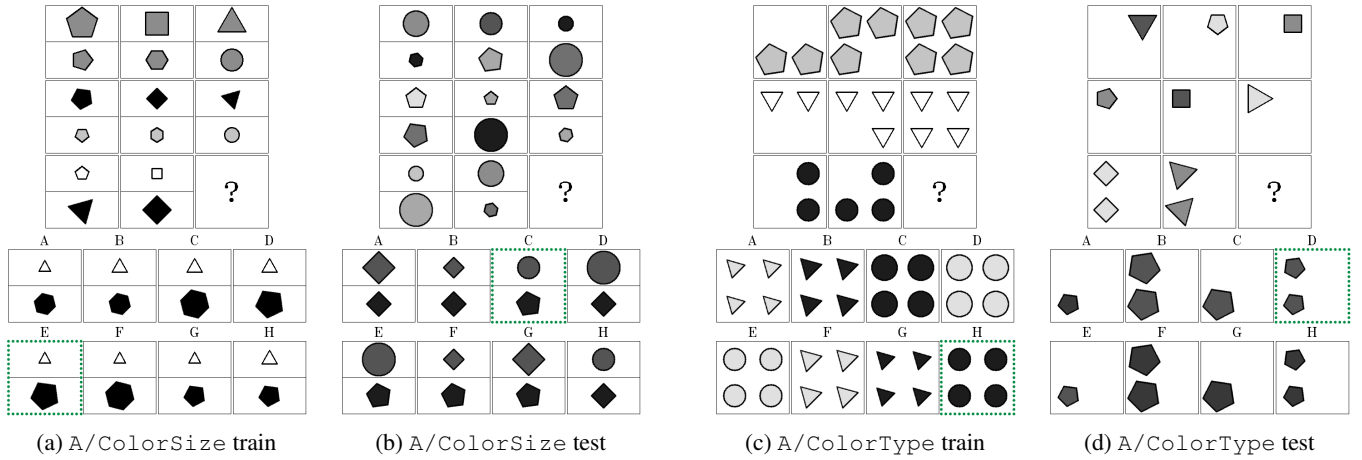 ?
?
?
?
A B C D
A B C D
A B C D
A B C D
E F G H
E F G H
E F G H
E F G H
(a) A/ColorSize train
(b) A/ColorSize test
(c) A/ColorType train
(d) A/ColorType test